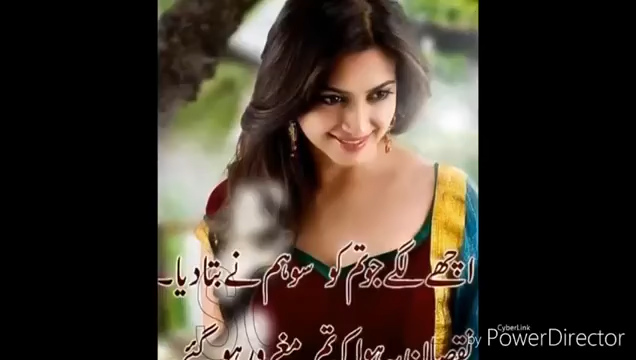 اچھے لگے جو تم کو سو ہم نے بتا دیا۔
نقصان یہ ہوا کہ تم مغرور ہو گئے
CyberLink
by PowerDirector